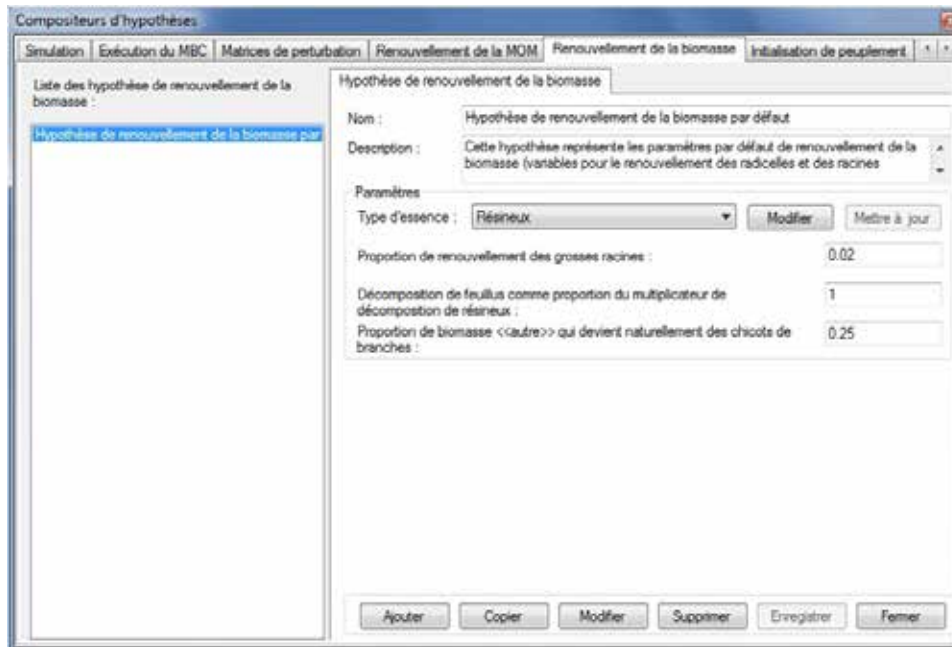 Compositeurs d'hypothèses
Simulation
Exécution du MBC
Matrices de perturbation
Renouvellement de la MOM
Renouvellement de la biomasse
Initialisation de peuplement
Liste des hypothèse de renouvellement de la
biomasse :
Hypothèse de renouvellement de la biomasse par
Hypothèse de renouvellement de la biomasse
Nom :
Hypothèse de renouvellement de la biomasse par défaut
Description :
Cette hypothèse représente les paramètres par défaut de renouvellement de la
biomasse (variables pour le renouvellement des radicelles et des racines
Paramètres
Type d'essence :
Résineux
Modifier
Mettre à jour
Proportion de renouvellement des grosses racines :
0.02
Décomposition de feuillus comme proportion du multiplicateur de
décomposition de résineux :
1
Proportion de biomasse <<autre>> qui devient naturellement des chicots de
branches :
0.25
Ajouter
Copier
Modifier
Supprimer
Enregistrer
Fermer